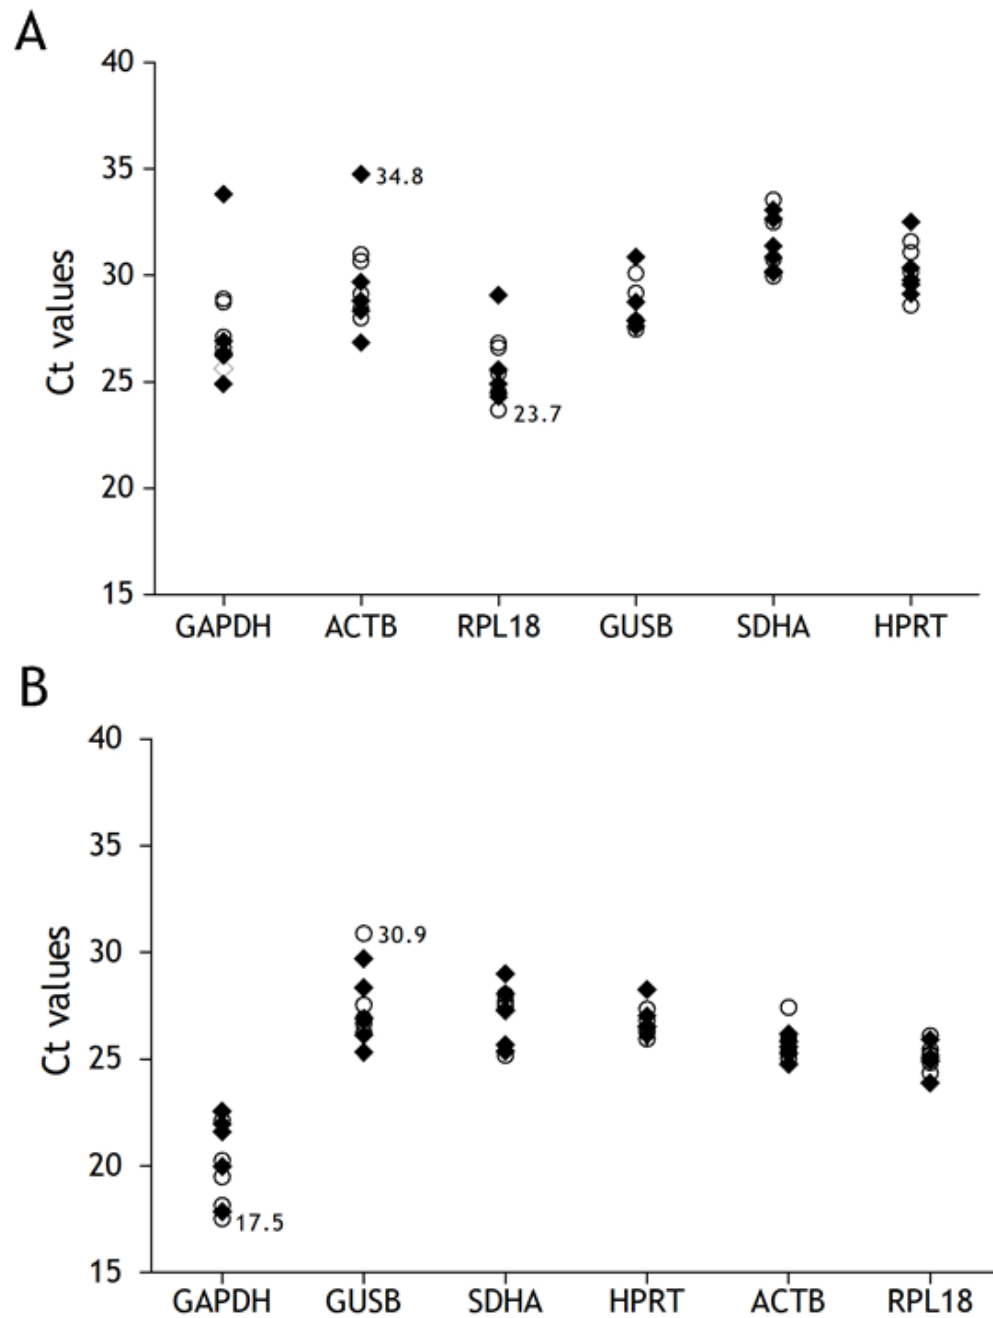 A
40
35
34.8
30
Ct values
25
23.7
20
15
GAPDH ACTB RPL18 GUSB SDHA HPRT
B
40
35
30.9
30
Ct values
25
20
17.5
15
GAPDH GUSB SDHA HPRT ACTB RPL18